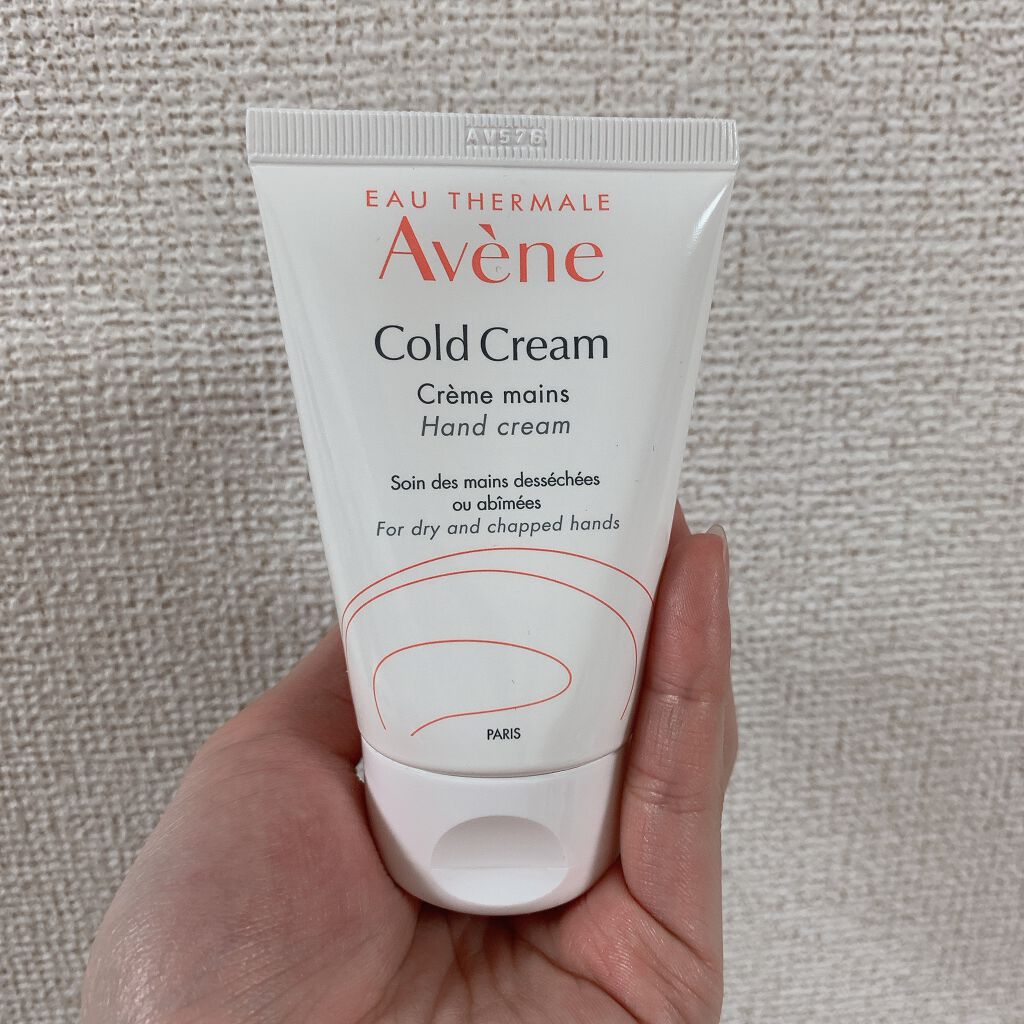 AV576
EAU THERMALE
Avène
Cold Cream
Crème mains
Hand cream
Soin des mains desséchées
ou abîmées
For dry and chapped hands
PARIS